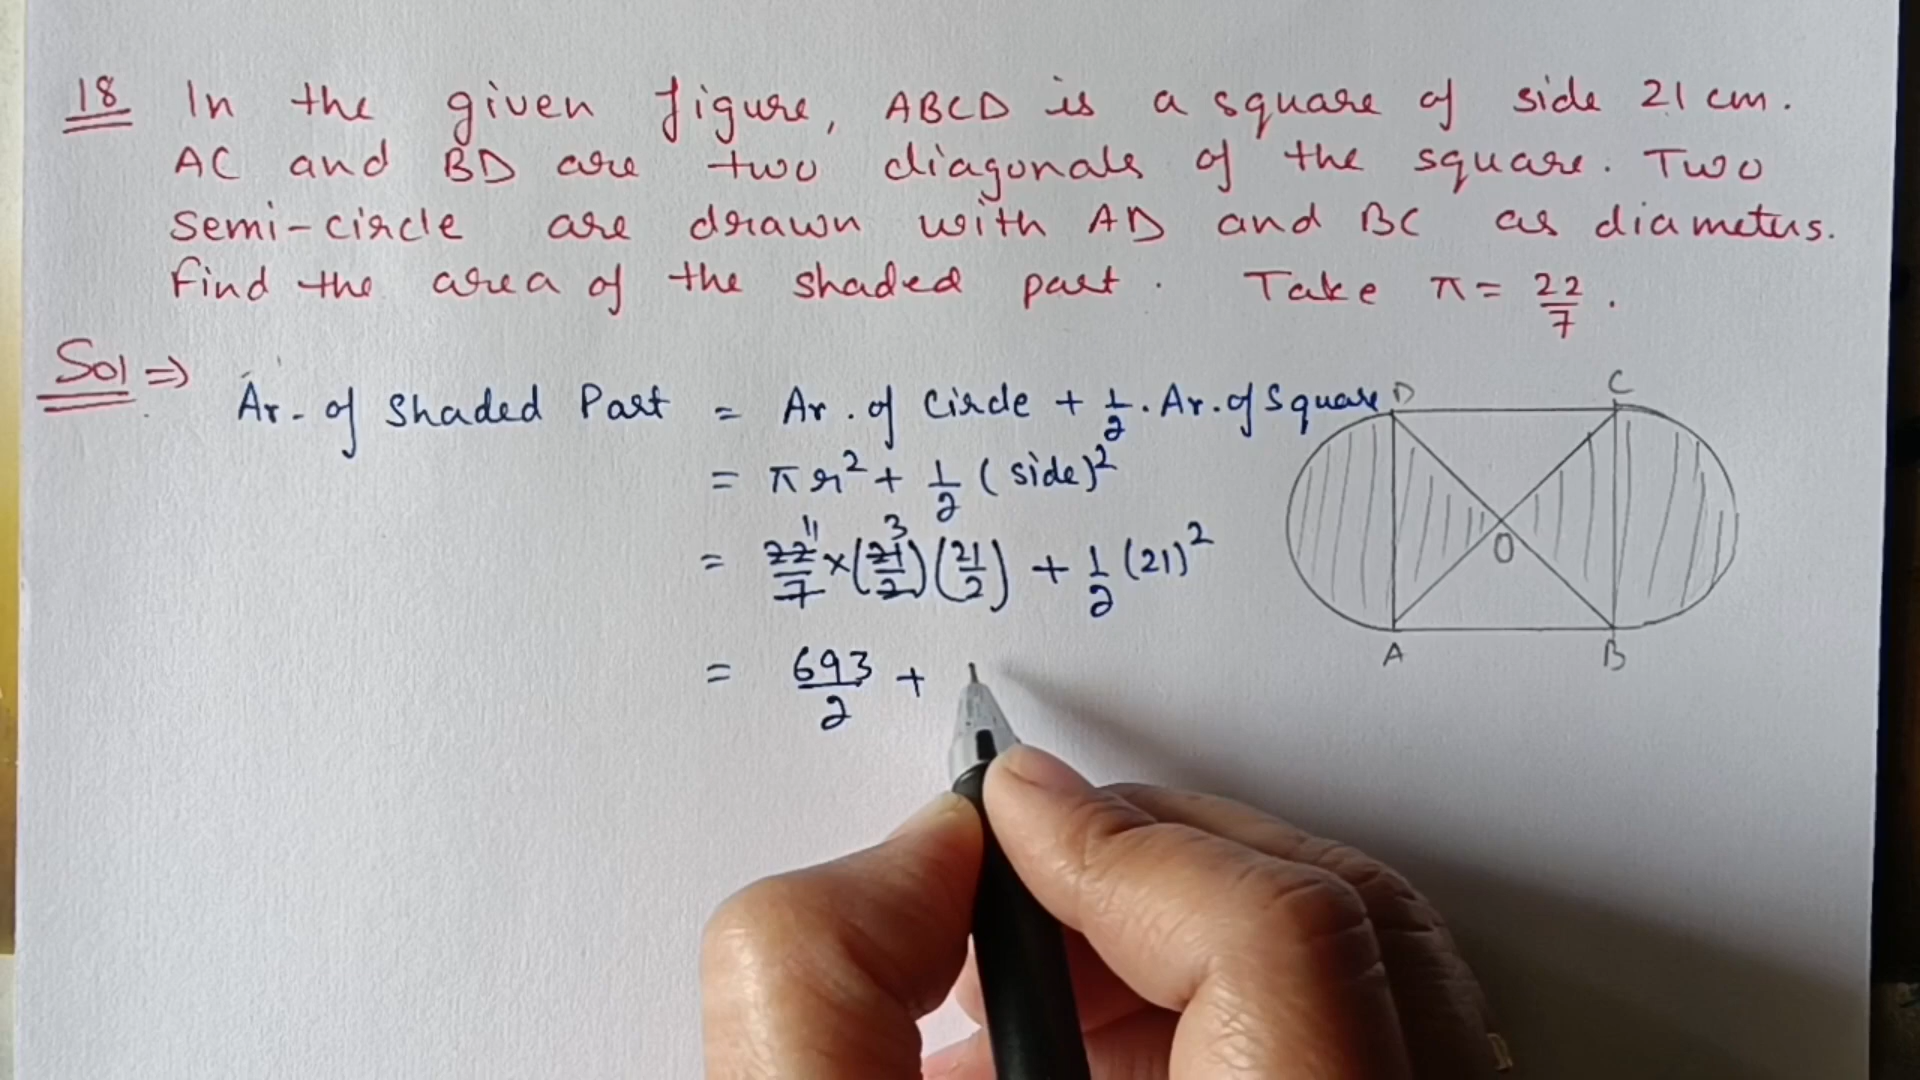 18 In the given figure, ABCD is a square of side 21 cm.
AC and BD are two diagonals of the square. Two
semi-circle are drawn with AD and BC as diameters.
Find the area of the shaded part. Take π = 22/7.
Sol ⇒ Ar. of Shaded Part = Ar. of Circle + 1/2 . Ar. of Square
= πr² + 1/2 (side)²
= 22/7 × (21/2) (21/2) + 1/2 (21)²
11 3
= 693/2 +
D C
O
A B